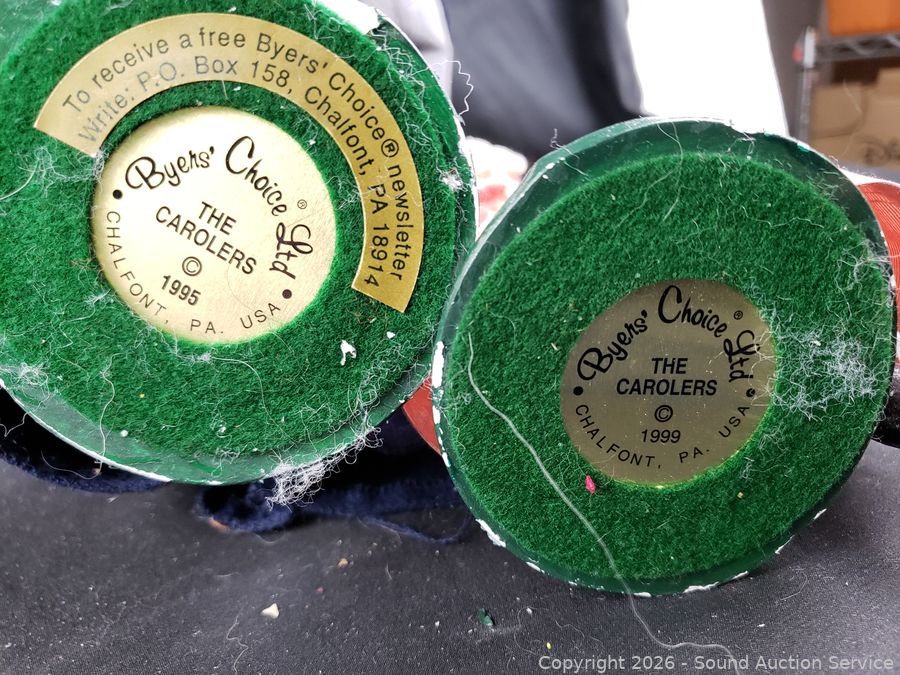 To receive a free Byers' Choice® newsletter
Write: P.O. Box 158, Chalfont, PA 18914
Byers' Choice® Ltd
THE
CAROLERS
©
1995
• CHALFONT, PA. USA •
Byers' Choice® Ltd
THE
CAROLERS
©
1999
• CHALFONT, PA. USA •
Copyright 2026 - Sound Auction Service